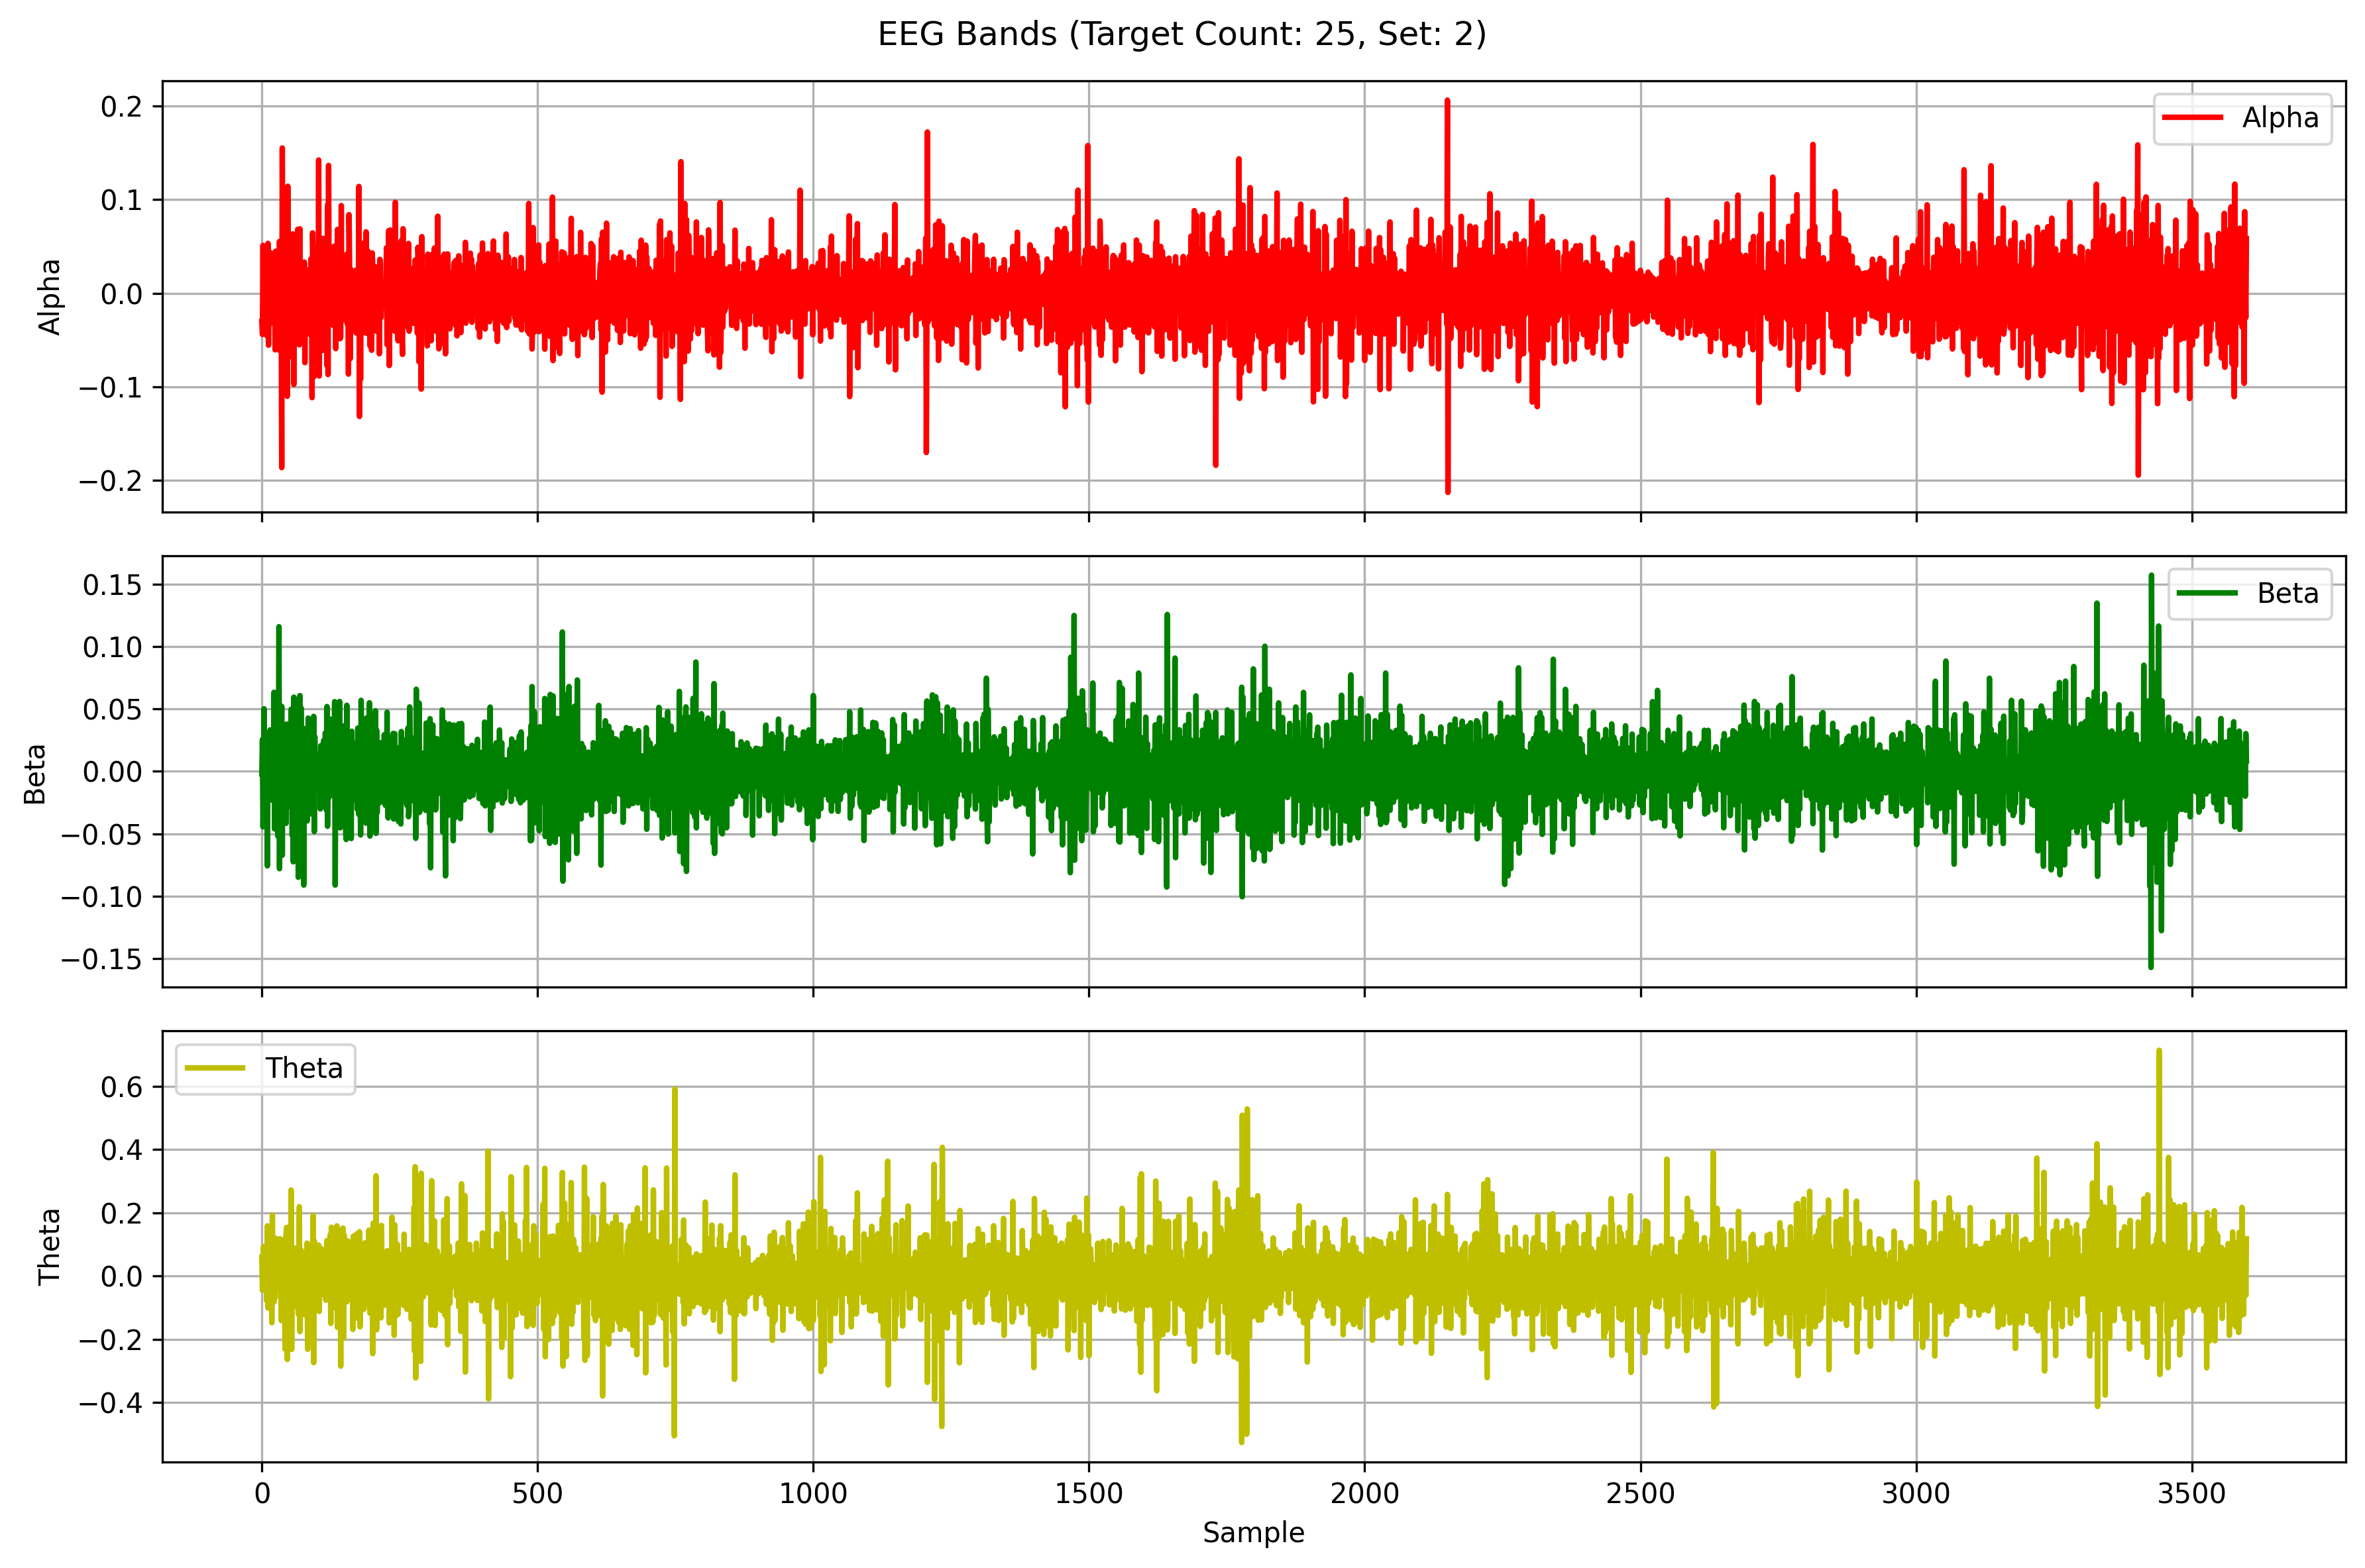 EEG Bands (Target Count: 25, Set: 2)
0.2
0.1
0.0
−0.1
−0.2
Alpha
Alpha
0.15
0.10
0.05
0.00
−0.05
−0.10
−0.15
Beta
Beta
0.6
0.4
0.2
0.0
−0.2
−0.4
Theta
Theta
0 500 1000 1500 2000 2500 3000 3500
Sample